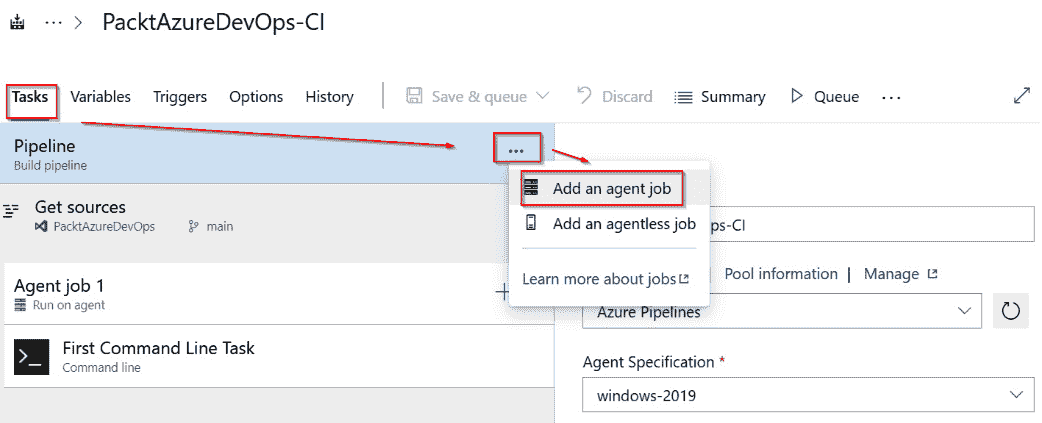 ... > PacktAzureDevOps-CI
Tasks Variables Triggers Options History Save & queue Discard Summary Queue ...
Pipeline
Build pipeline
...
Add an agent job
Get sources
PacktAzureDevOps main
Add an agentless job
ps-CI
Learn more about jobs
| Pool information | Manage
Agent job 1
Run on agent
Azure Pipelines
First Command Line Task
Command line
Agent Specification *
windows-2019